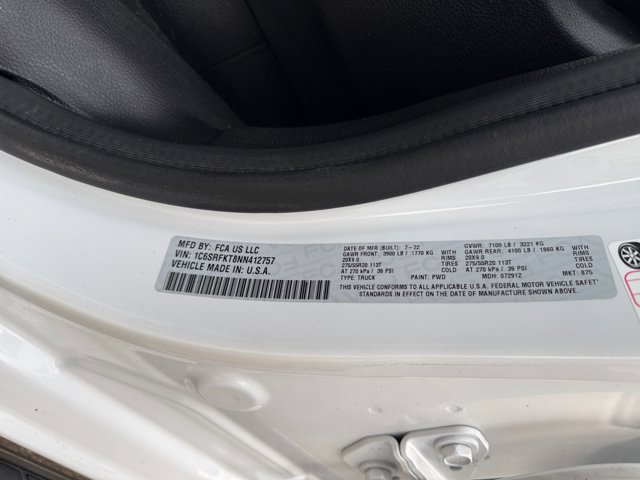 MFD BY: FCA US LLC
VIN: 1C6SRFKT8NN412757
VEHICLE MADE IN: U.S.A.
DATE OF MFR (BUILT): 7-22
GAWR FRONT: 3900 LB / 1770 KG
20X9.0 RIMS
275/55R20 113T TIRES
AT 270 kPa / 39 PSI
TYPE: TRUCK PAINT: PWD
GVWR: 7100 LB / 3221 KG
GAWR REAR: 4100 LB / 1860 KG
20X9.0 RIMS
275/55R20 113T TIRES
AT 270 kPa / 39 PSI
MDH: 072912 MKT: 875
THIS VEHICLE CONFORMS TO ALL APPLICABLE U.S.A. FEDERAL MOTOR VEHICLE SAFETY
STANDARDS IN EFFECT ON THE DATE OF MANUFACTURE SHOWN ABOVE.